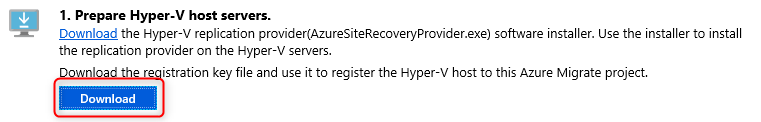 1. Prepare Hyper-V host servers.
Download the Hyper-V replication provider(AzureSiteRecoveryProvider.exe) software installer. Use the installer to install
the replication provider on the Hyper-V servers.
Download the registration key file and use it to register the Hyper-V host to this Azure Migrate project.
Download